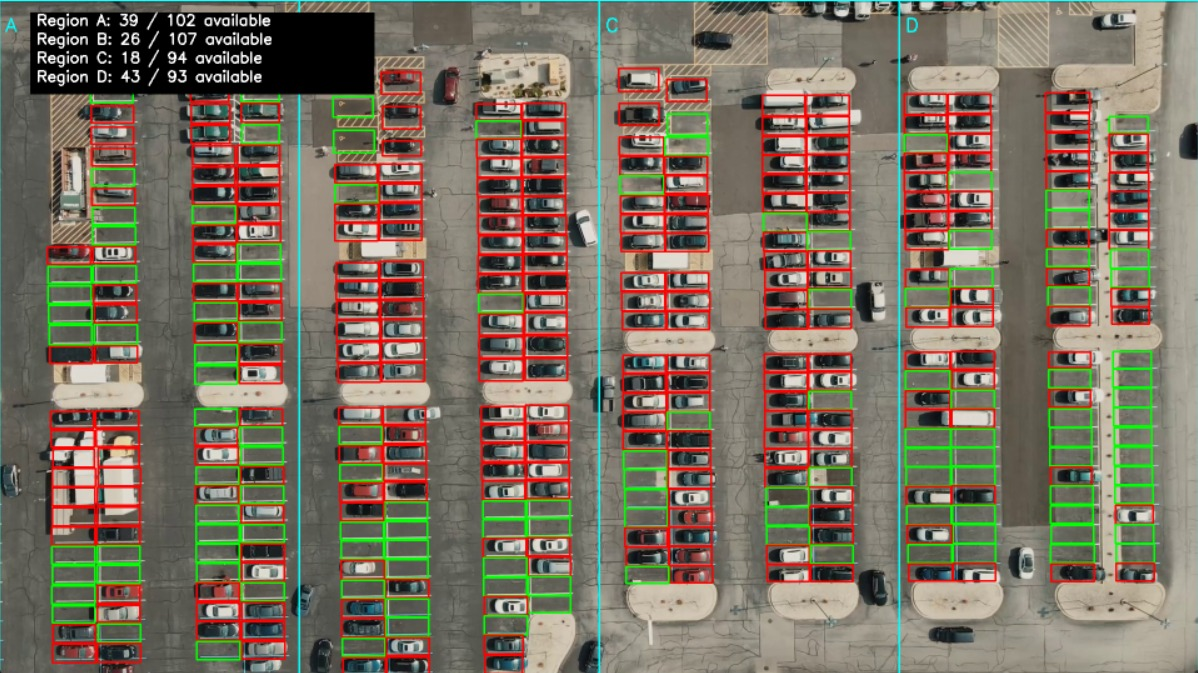 A
Region A: 39 / 102 available
Region B: 26 / 107 available
Region C: 18 / 94 available
Region D: 43 / 93 available
C
D